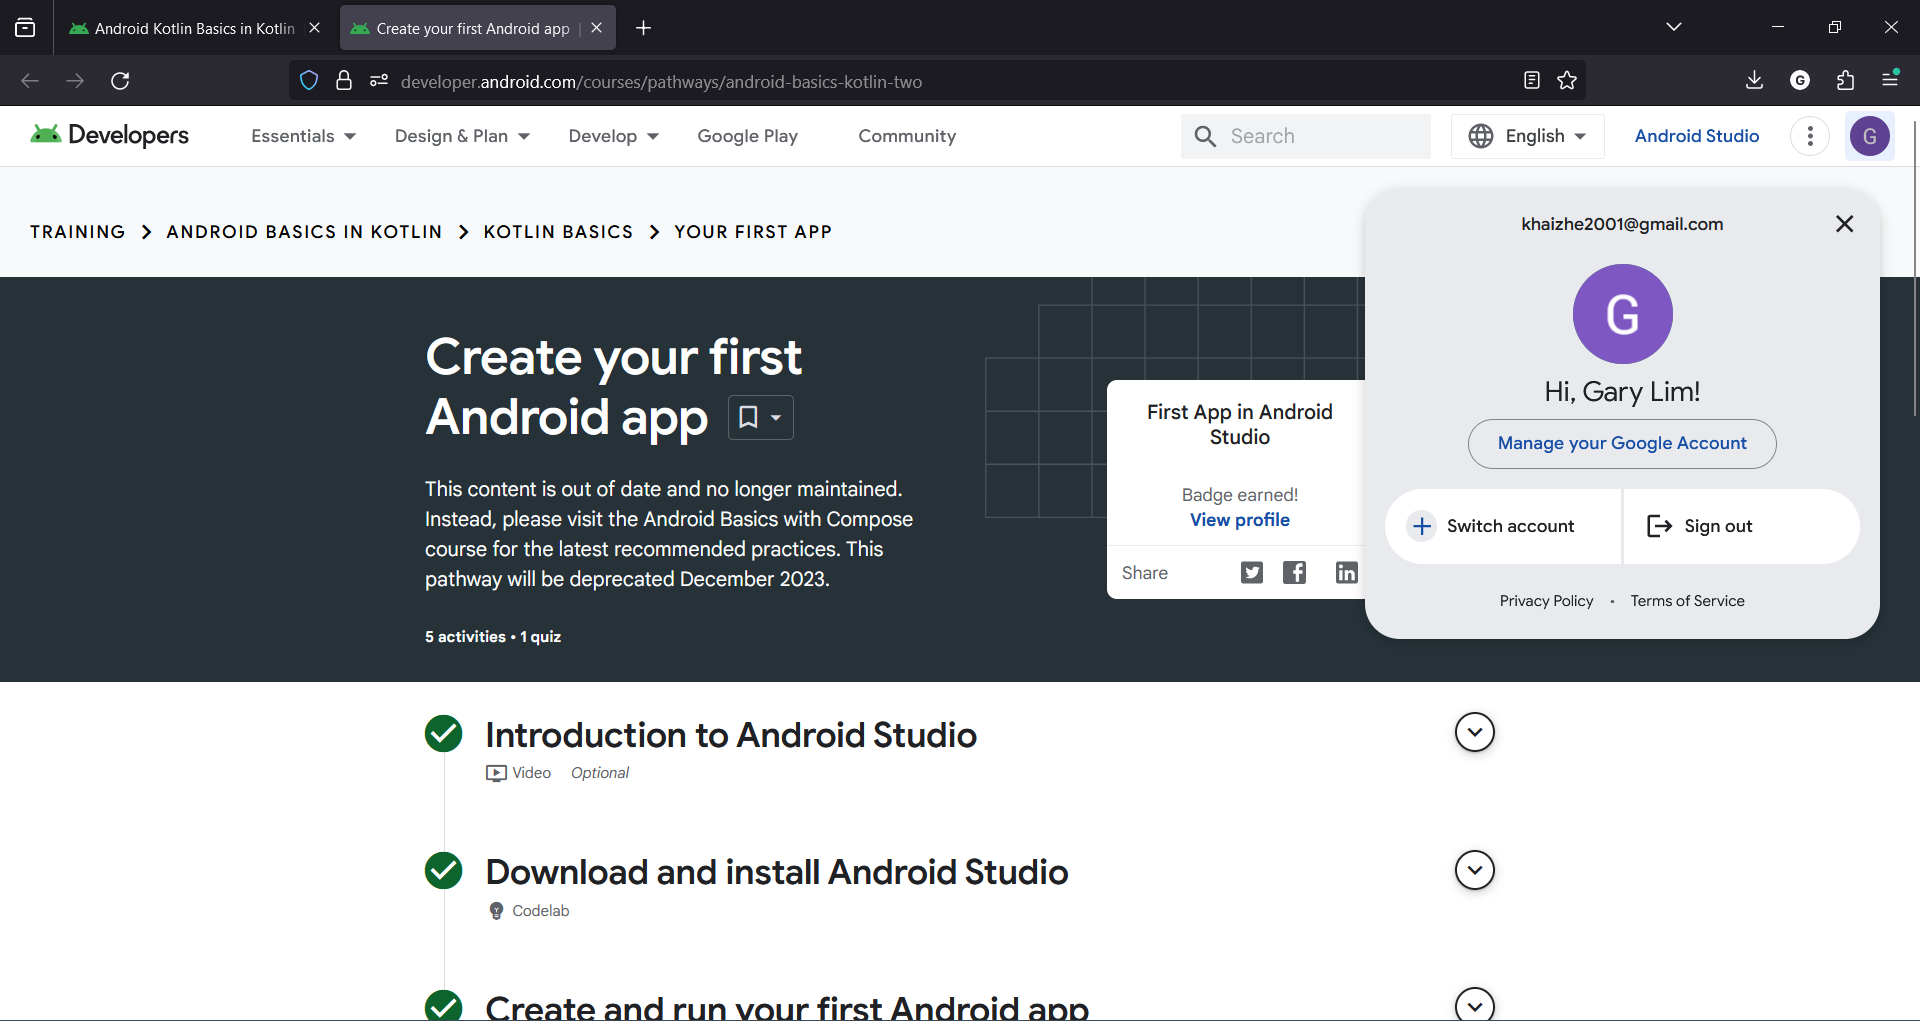 Android Kotlin Basics in Kotlin
Create your first Android app |
developer.android.com/courses/pathways/android-basics-kotlin-two
G
Developers
Essentials
Design & Plan
Develop
Google Play
Community
Search
English
Android Studio
G
TRAINING > ANDROID BASICS IN KOTLIN > KOTLIN BASICS > YOUR FIRST APP
khaizhe2001@gmail.com
G
Hi, Gary Lim!
Manage your Google Account
Switch account
Sign out
Privacy Policy • Terms of Service
Create your first
Android app
This content is out of date and no longer maintained.
Instead, please visit the Android Basics with Compose
course for the latest recommended practices. This
pathway will be deprecated December 2023.
5 activities • 1 quiz
First App in Android
Studio
Badge earned!
View profile
Share
Introduction to Android Studio
Video Optional
Download and install Android Studio
Codelab
Create and run your first Android app